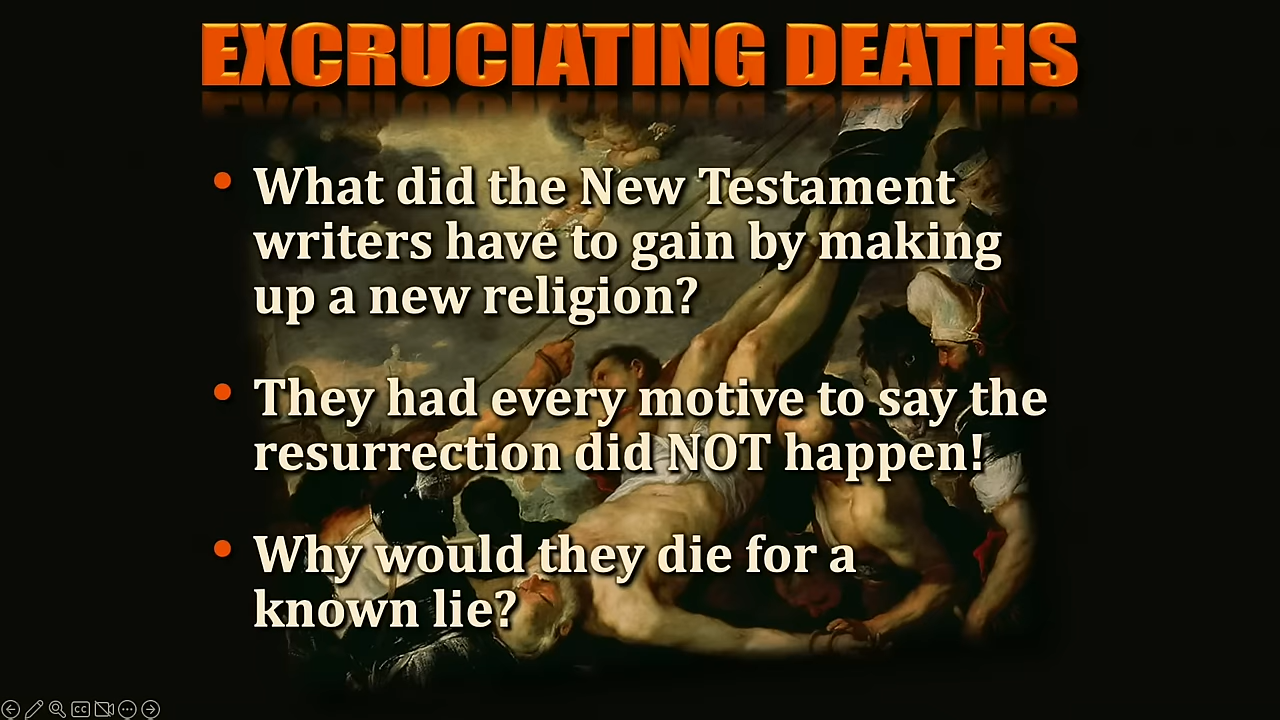 EXCRUCIATING DEATHS
• What did the New Testament
writers have to gain by making
up a new religion?
• They had every motive to say the
resurrection did NOT happen!
• Why would they die for a
known lie?
CC